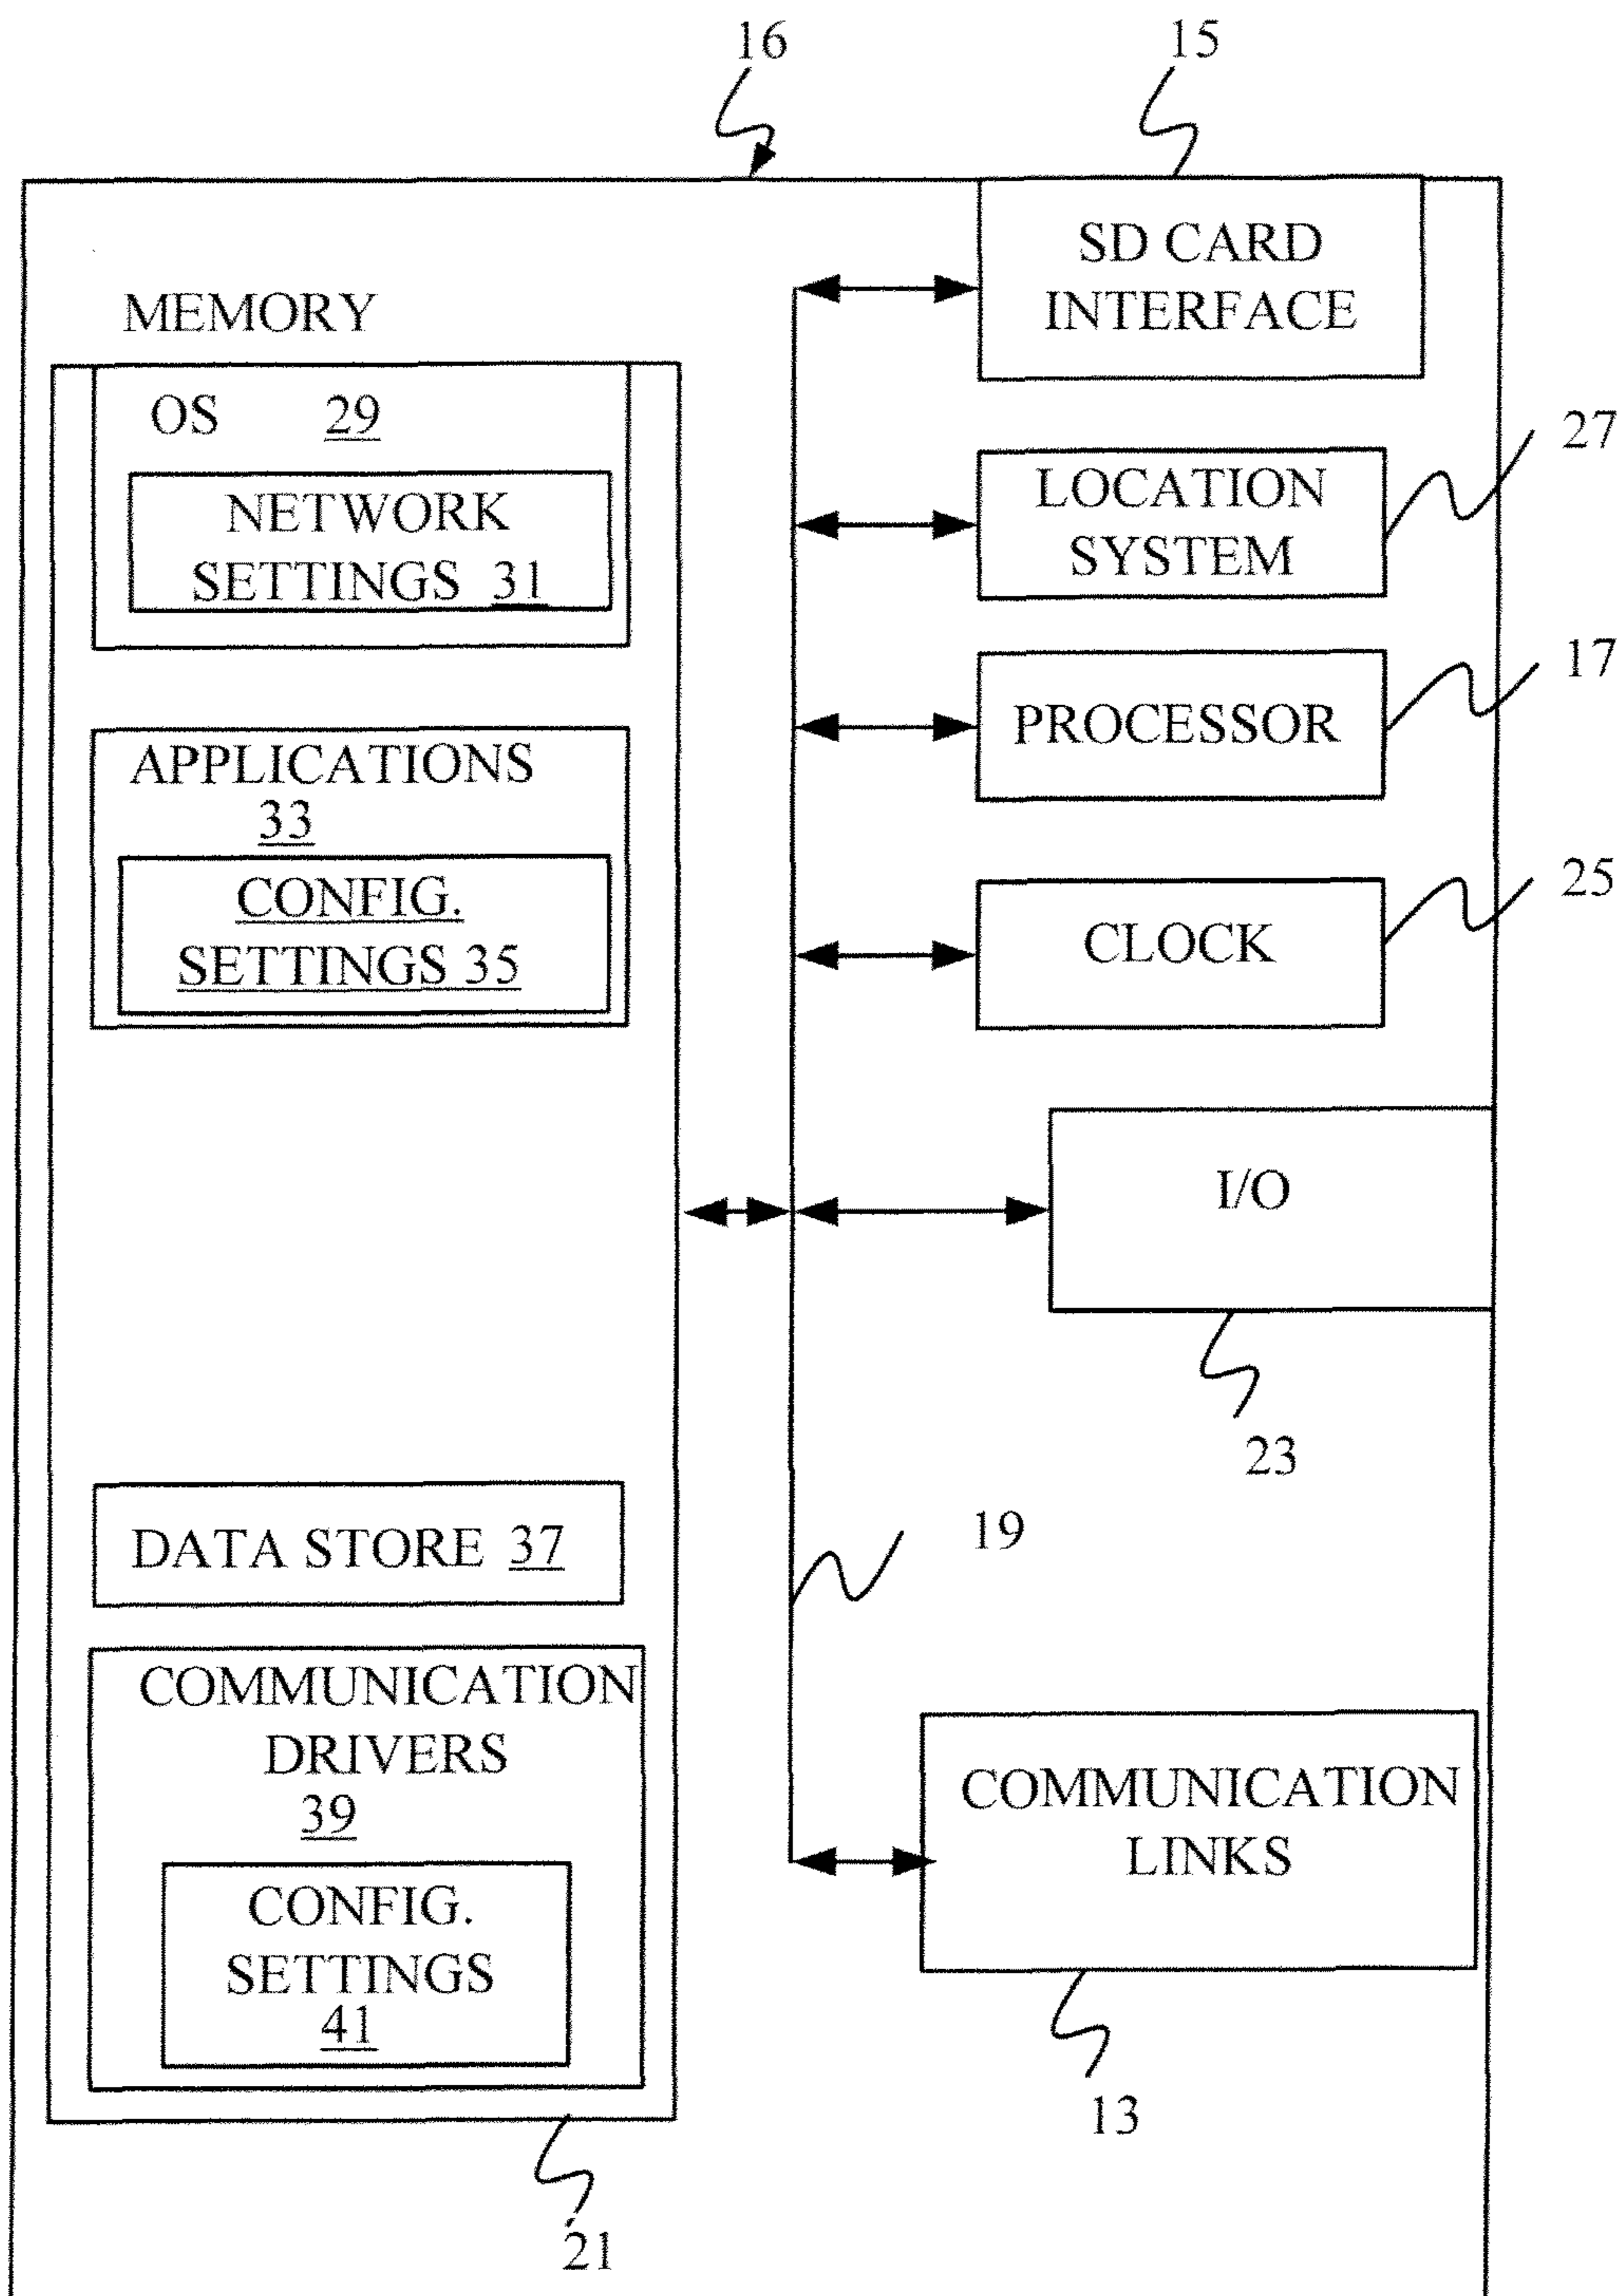 16
15
SD CARD
INTERFACE
MEMORY
OS 29
NETWORK
SETTINGS 31
27
LOCATION
SYSTEM
17
PROCESSOR
APPLICATIONS
33
CONFIG.
SETTINGS 35
25
CLOCK
I/O
23
19
DATA STORE 37
COMMUNICATION
DRIVERS
39
CONFIG.
SETTINGS
41
COMMUNICATION
LINKS
13
21